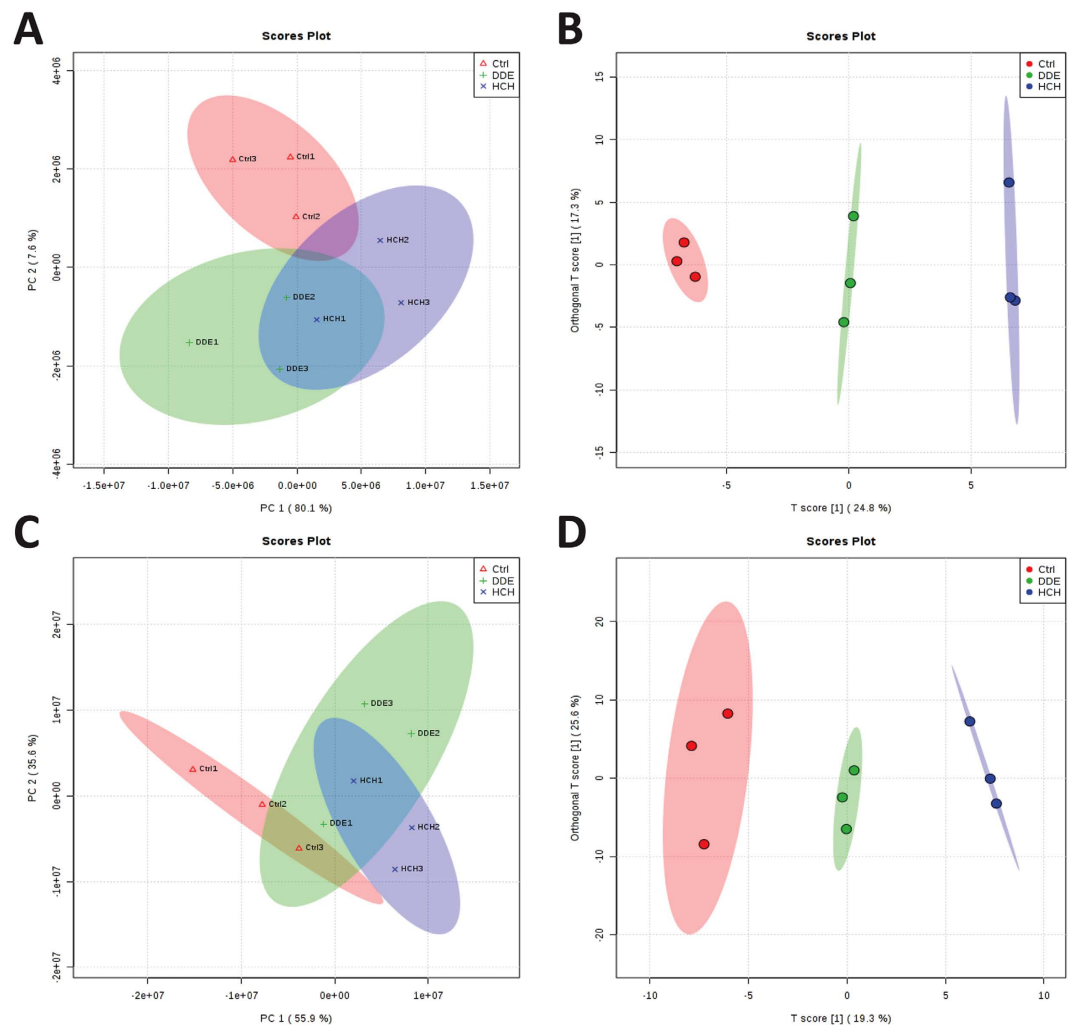 A
Scores Plot
Ctrl
DDE
HCH
4e+06
2e+06
0e+00
-2e+06
-4e+06
PC 2 ( 7.6 %)
Ctrl3
Ctrl1
Ctrl2
HCH2
DDE2
HCH3
HCH1
DDE1
DDE3
-1.5e+07 -1.0e+07 -5.0e+06 0.0e+00 5.0e+06 1.0e+07 1.5e+07
PC 1 ( 80.1 %)
B
Scores Plot
Ctrl
DDE
HCH
15
10
5
0
-5
-10
-15
Orthogonal T score [1] ( 17.3 %)
-5 0 5
T score [1] ( 24.8 %)
C
Scores Plot
Ctrl
DDE
HCH
2e+07
1e+07
0e+00
-1e+07
-2e+07
PC 2 ( 35.6 %)
DDE3
DDE2
Ctrl1
HCH1
Ctrl2
DDE1
HCH2
Ctrl3
HCH3
-2e+07 -1e+07 0e+00 1e+07
PC 1 ( 55.9 %)
D
Scores Plot
Ctrl
DDE
HCH
20
10
0
-10
-20
Orthogonal T score [1] ( 25.6 %)
-10 -5 0 5 10
T score [1] ( 19.3 %)